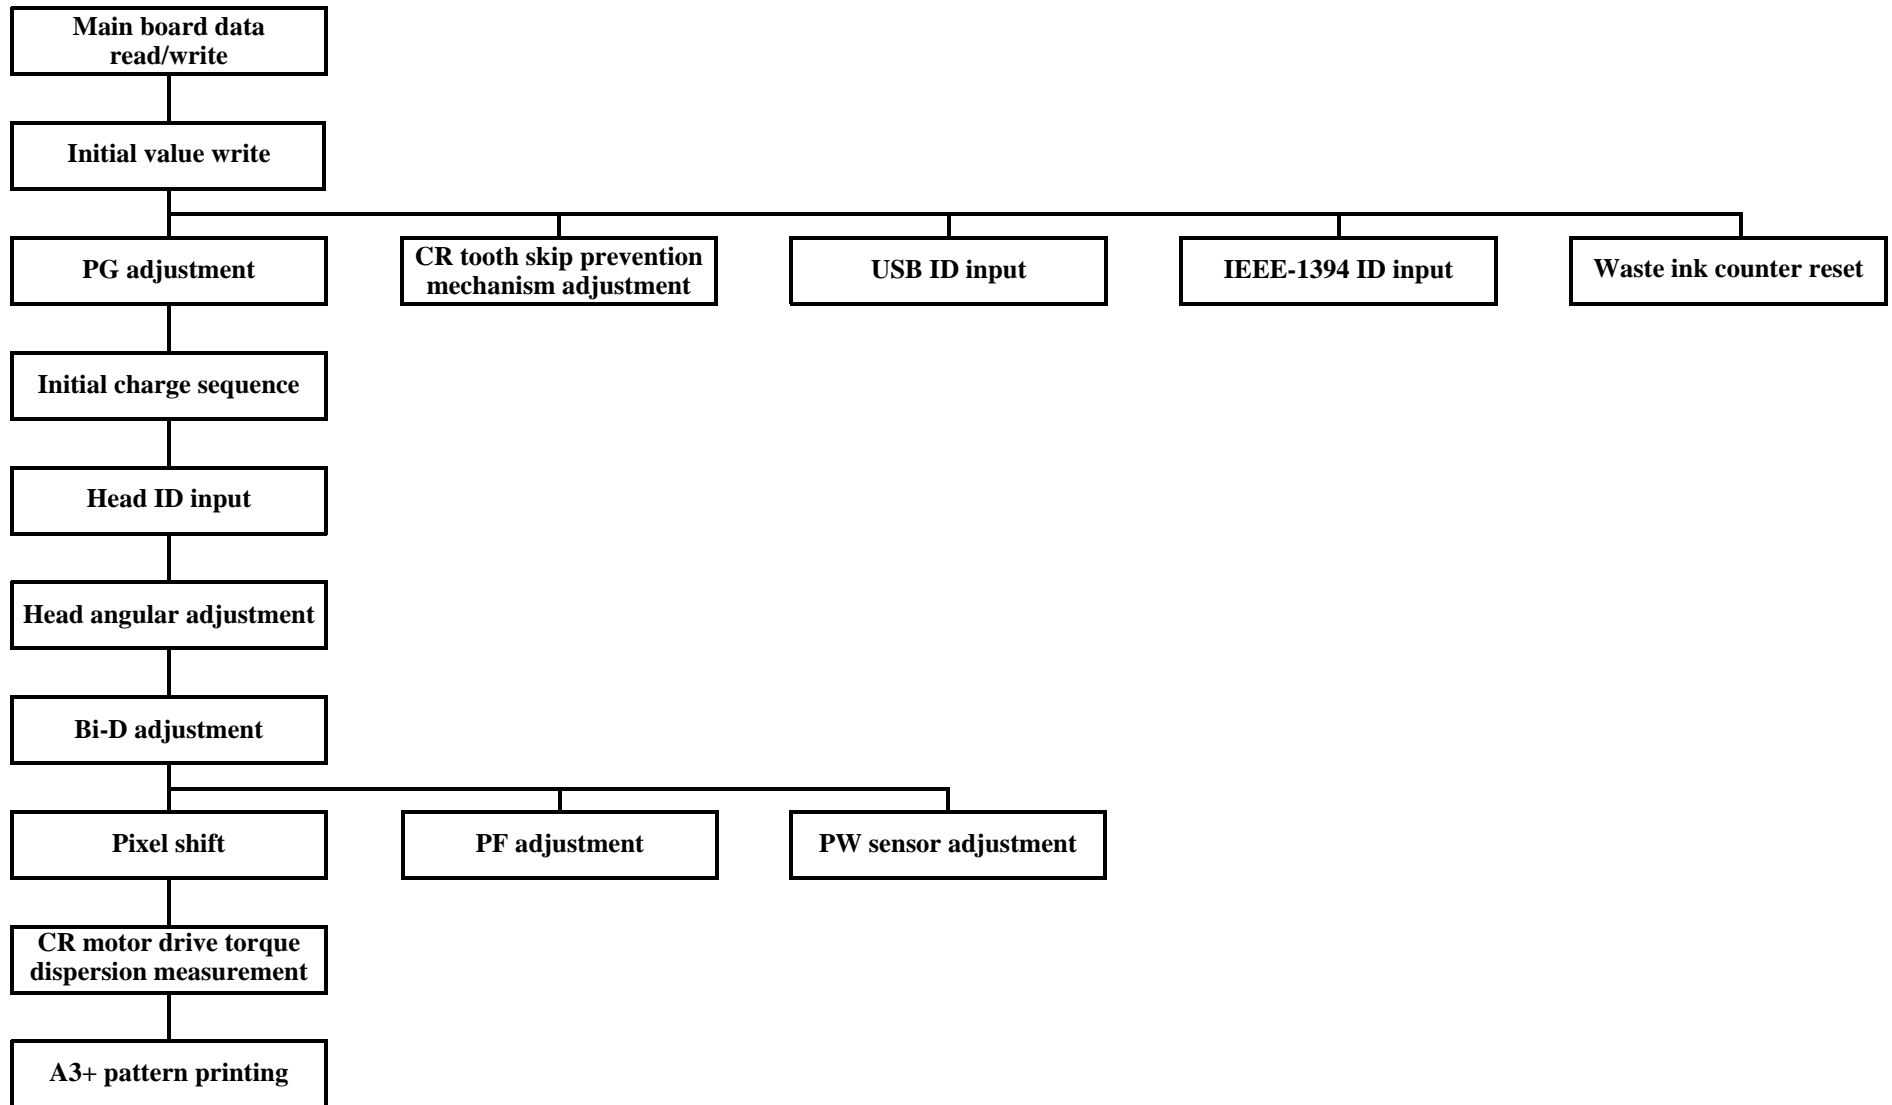 Main board data
read/write
Initial value write
PG adjustment
CR tooth skip prevention
mechanism adjustment
USB ID input
IEEE-1394 ID input
Waste ink counter reset
Initial charge sequence
Head ID input
Head angular adjustment
Bi-D adjustment
Pixel shift
PF adjustment
PW sensor adjustment
CR motor drive torque
dispersion measurement
A3+ pattern printing